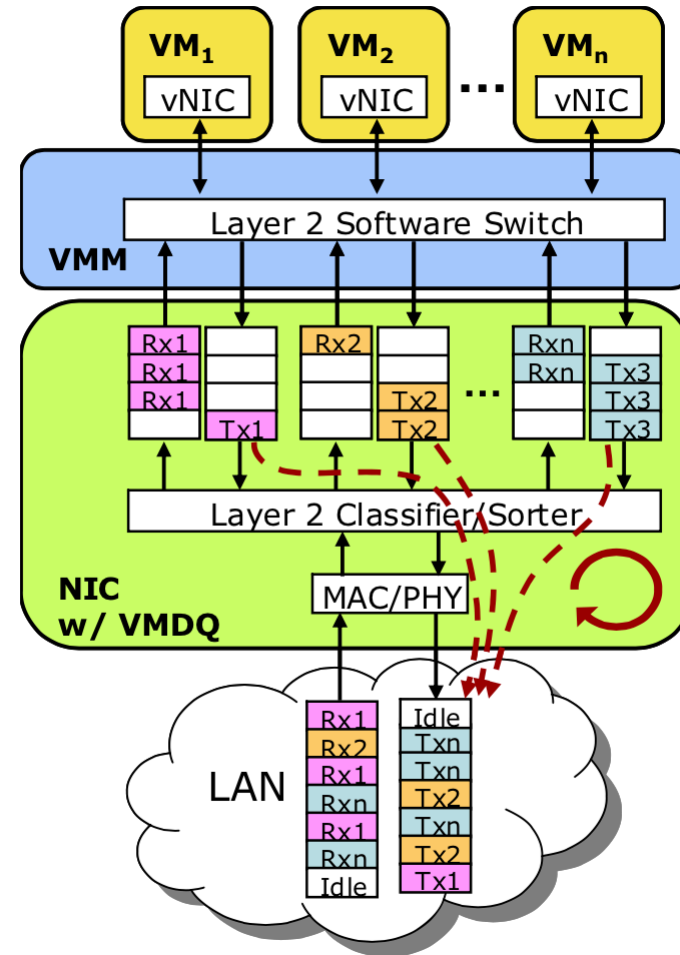 VM1
VM2
VMn
vNIC
vNIC
...
vNIC
Layer 2 Software Switch
VMM
Rx1
Rx1
Rx1
Tx1
Rx2
Tx2
Tx2
...
Rxn
Rxn
Tx3
Tx3
Tx3
Layer 2 Classifier/Sorter
MAC/PHY
NIC
w/ VMDQ
LAN
Rx1
Rx2
Rx1
Rxn
Rx1
Rxn
Idle
Idle
Txn
Txn
Tx2
Txn
Tx2
Tx1